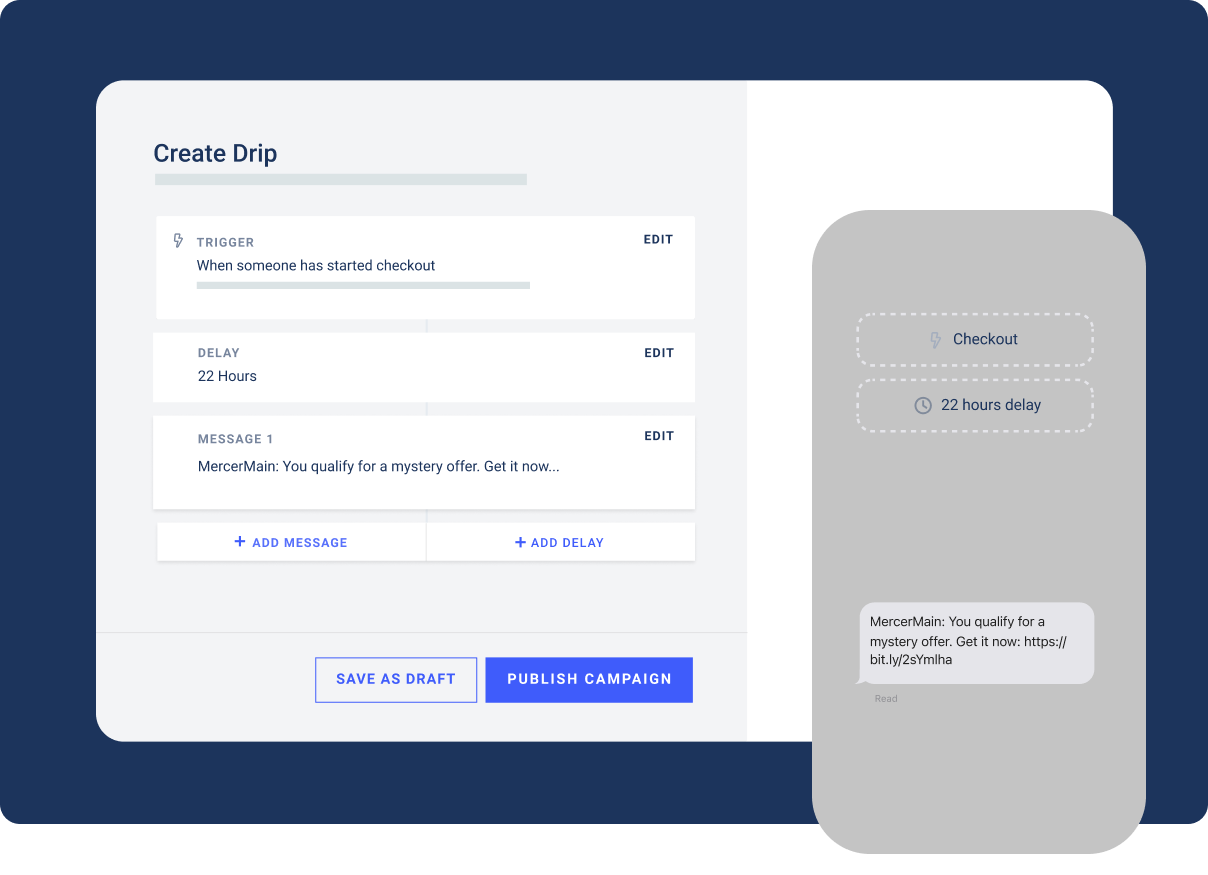 Create Drip
TRIGGER
EDIT
When someone has started checkout
DELAY
EDIT
22 Hours
MESSAGE 1
EDIT
MercerMain: You qualify for a mystery offer. Get it now...
+ ADD MESSAGE
+ ADD DELAY
SAVE AS DRAFT
PUBLISH CAMPAIGN
Checkout
22 hours delay
MercerMain: You qualify for a
mystery offer. Get it now: https://
bit.ly/2sYmlha
Read